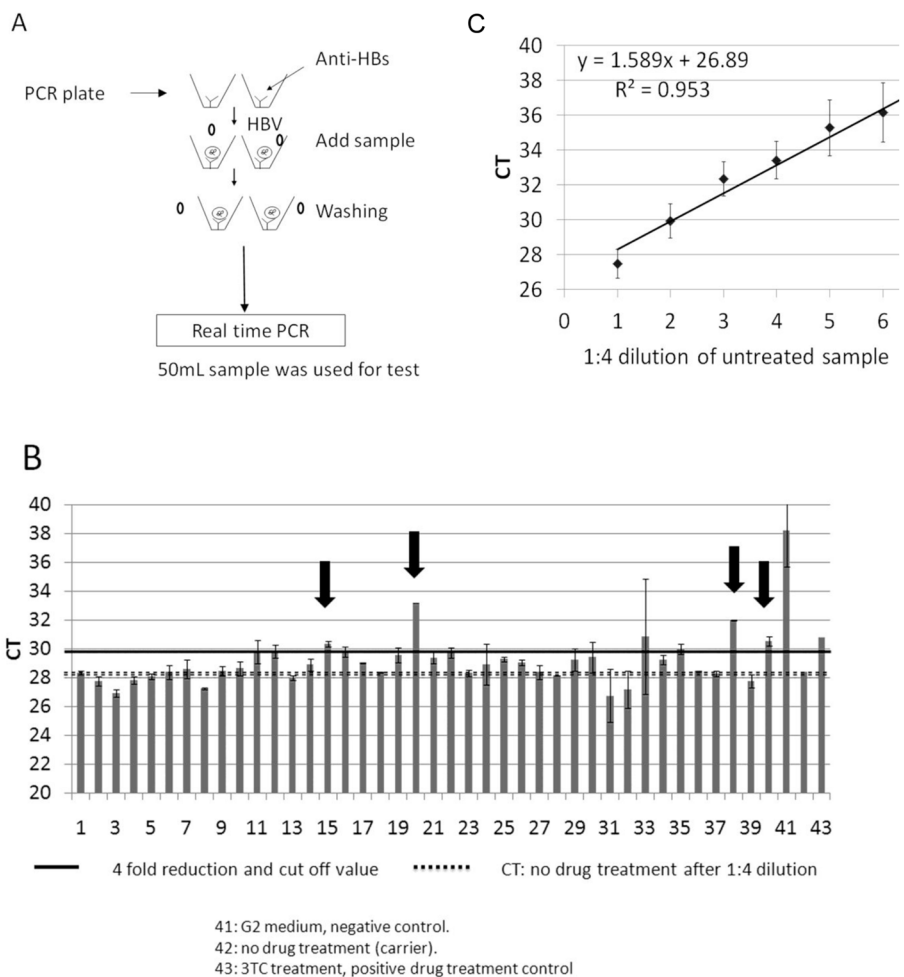 A
PCR plate
Anti-HBs
HBV
Add sample
Washing
Real time PCR
50mL sample was used for test
C
y = 1.589x + 26.89
R² = 0.953
40
38
36
34
32
30
28
26
CT
0 1 2 3 4 5 6
1:4 dilution of untreated sample
B
40
38
36
34
32
30
28
26
24
22
20
CT
1 3 5 7 9 11 13 15 17 19 21 23 25 27 29 31 33 35 37 39 41 43
4 fold reduction and cut off value
CT: no drug treatment after 1:4 dilution
41: G2 medium, negative control.
42: no drug treatment (carrier).
43: 3TC treatment, positive drug treatment control